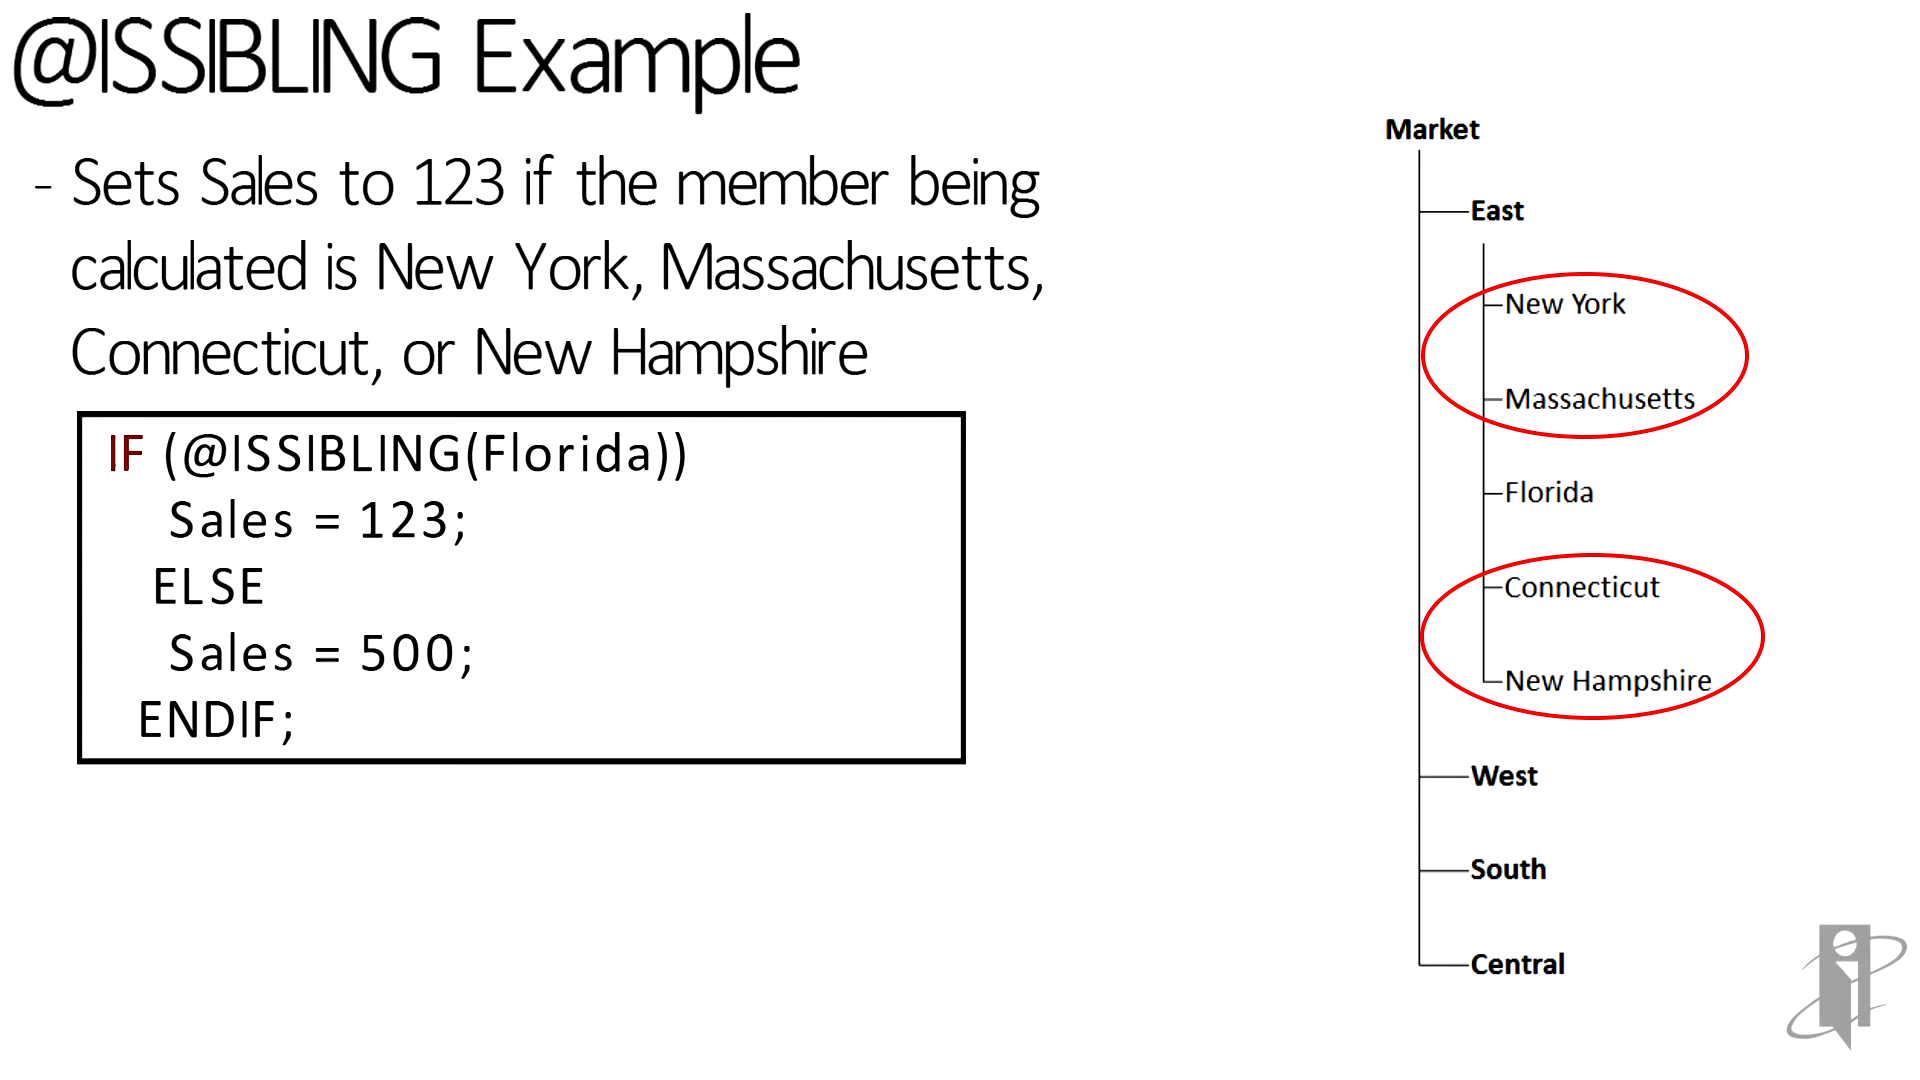 @ISSIBLING Example
- Sets Sales to 123 if the member being
calculated is New York, Massachusetts,
Connecticut, or New Hampshire
IF (@ISSIBLING(Florida))
Sales = 123;
ELSE
Sales = 500;
ENDIF;
Market
East
New York
Massachusetts
Florida
Connecticut
New Hampshire
West
South
Central